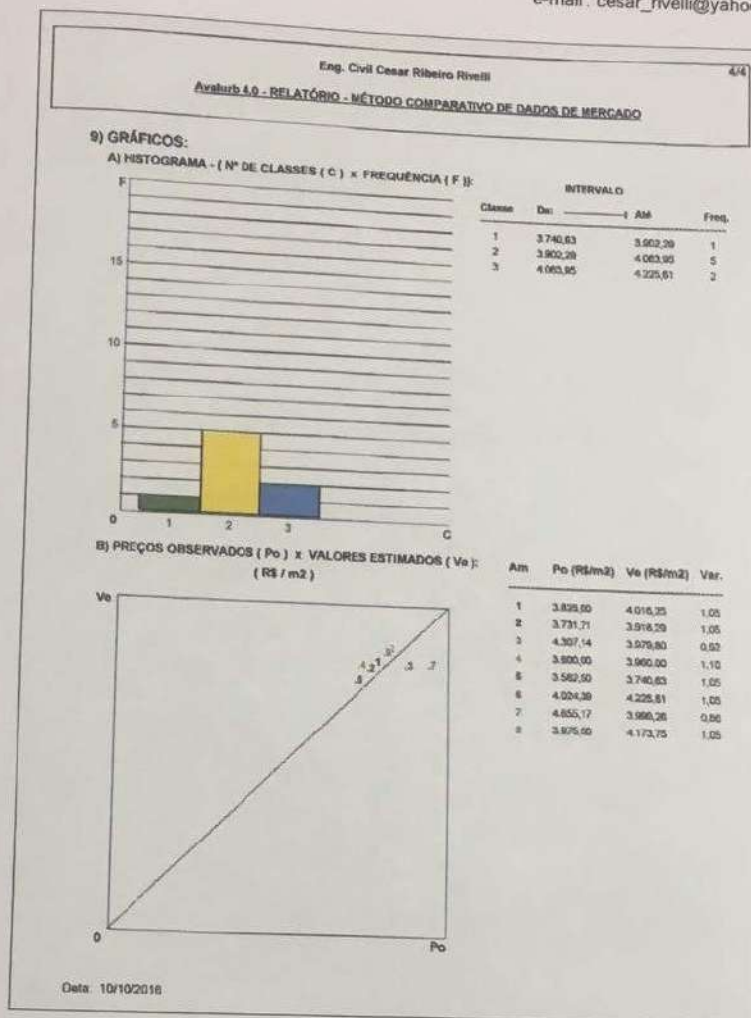 e-mail: cesar_rivelli@yaho
Eng. Civil Cesar Ribeiro Rivelli
4/4
Avalurb 4.0 - RELATÓRIO - MÉTODO COMPARATIVO DE DADOS DE MERCADO
9) GRÁFICOS:
A) HISTOGRAMA - ( Nº DE CLASSES ( C ) x FREQUÊNCIA ( F )):
INTERVALO
Classe De: Até Freq.
1 3.740,63 3.902,29 1
2 3.902,29 4.063,95 5
3 4.063,95 4.225,61 2
F
15
10
5
0 1 2 3 C
B) PREÇOS OBSERVADOS ( Po ) x VALORES ESTIMADOS ( Ve ):
( R$ / m2 )
Am Po (R$/m2) Ve (R$/m2) Var.
1 3.825,00 4.016,25 1,05
2 3.731,71 3.918,29 1,05
3 4.307,14 3.979,80 0,92
4 3.600,00 3.960,00 1,10
5 3.562,50 3.740,63 1,05
6 4.024,39 4.225,61 1,05
7 4.655,17 0,86
8 3.975,00 4.173,75 1,05
Ve
.4 .2 1 .3 .7
0 Po
Data: 10/10/2016